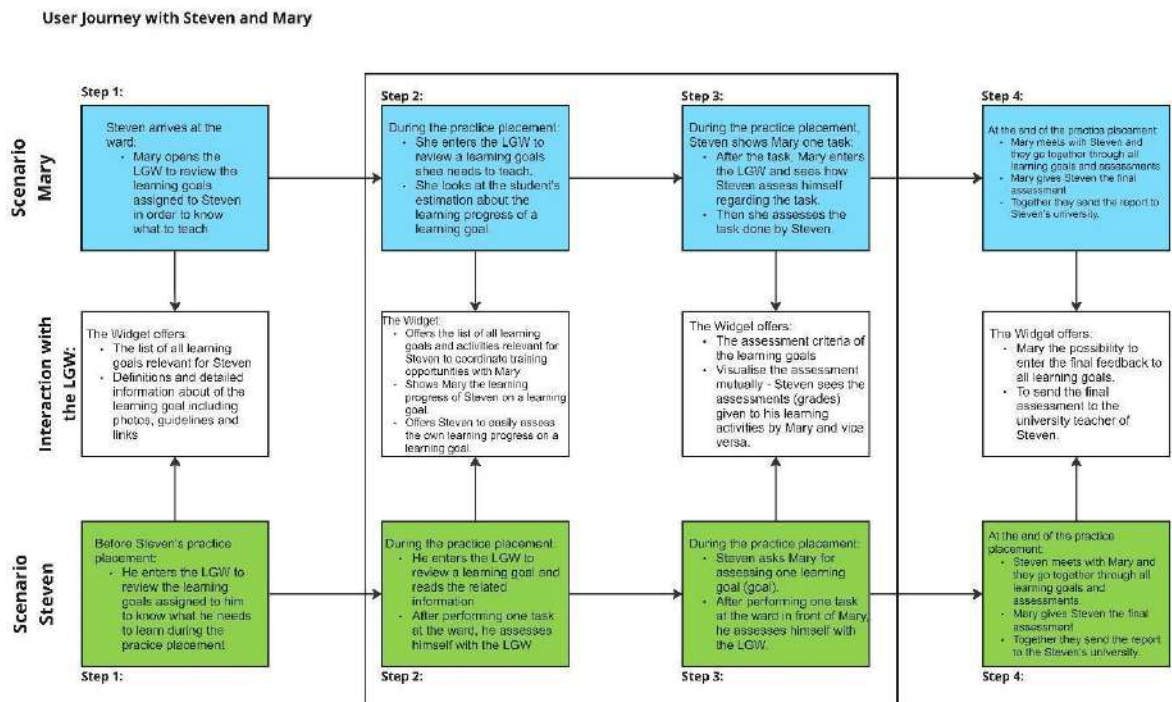 User Journey with Steven and Mary
Step 1:
Step 2:
Step 3:
Step 4:
Scenario
Mary
Steven arrives at the
ward:
• Mary opens the
LGW to review the
learning goals
assigned to Steven
in order to know
what to teach
During the practice placement:
• She enters the LGW to
review a learning goals
shee needs to teach.
• She looks at the student's
estimation about the
learning progress of a
learning goal.
During the practice placement,
Steven shows Mary one task:
• After the task, Mary enters
the LGW and sees how
Steven assess himself
regarding the task.
• Then she assesses the
task done by Steven.
At the end of the practice placement
• Mary meets with Steven and
they go together through all
learning goals and assessments
• Mary gives Steven the final
assessment
• Together they send the report to
Steven's university.
Interaction with
the LGW:
The Widget offers:
• The list of all learning
goals relevant for Steven
• Definitions and detailed
information about of the
learning goal including
photos, guidelines and
links
The Widget:
• Offers the list of all learning
goals and activities relevant for
Steven to coordinate training
opportunities with Mary
• Shows Mary the learning
progress of Steven on a learning
goal.
• Offers Steven to easily assess
the own learning progress on a
learning goal.
The Widget offers:
• The assessment criteria of
the learning goals
• Visualise the assessment
mutually - Steven sees the
assessments (grades)
given to his learning
activities by Mary and vice
versa.
The Widget offers:
• Mary the possibility to
enter the final feedback to
all learning goals.
• To send the final
assessment to the
university teacher of
Steven.
Scenario
Steven
Before Steven's practice
placement:
• He enters the LGW to
review the learning
goals assigned to him
to know what he needs
to learn during the
pracice placement
During the practice placement:
• He enters the LGW to
review a learning goal and
reads the related
information
• After performing one task
at the ward, he assesses
himself with the LGW
During the practice placement:
• Steven asks Mary for
assessing one learning
goal (goal).
• After performing one task
at the ward in front of Mary,
he assesses himself with
the LGW.
At the end of the practice
placement:
• Steven meets with Mary and
they go together through all
learning goals and
assessments.
• Mary gives Steven the final
assessment
• Together they send the report
to the Steven's university.
Step 1:
Step 2:
Step 3:
Step 4: